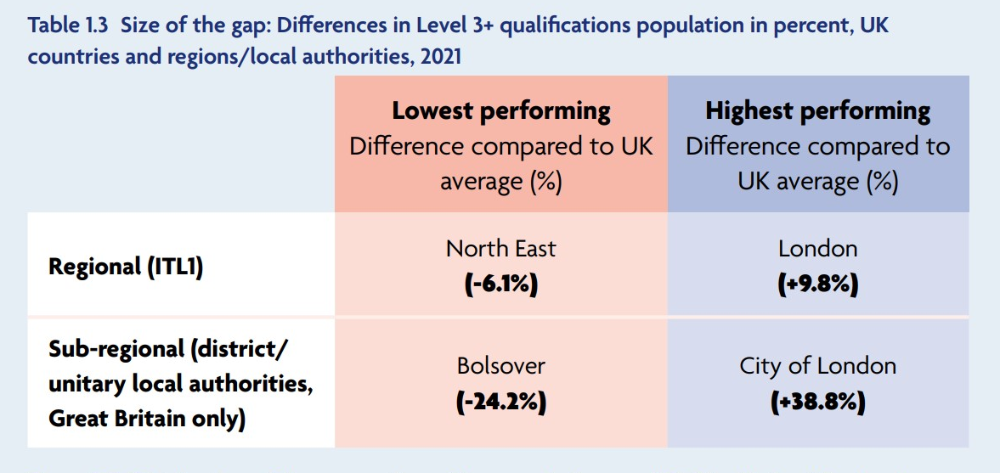 Table 1.3 Size of the gap: Differences in Level 3+ qualifications population in percent, UK
countries and regions/local authorities, 2021
Lowest performing
Difference compared to UK
average (%)
Highest performing
Difference compared to
UK average (%)
Regional (ITL1)
North East
(-6.1%)
London
(+9.8%)
Sub-regional (district/
unitary local authorities,
Great Britain only)
Bolsover
(-24.2%)
City of London
(+38.8%)